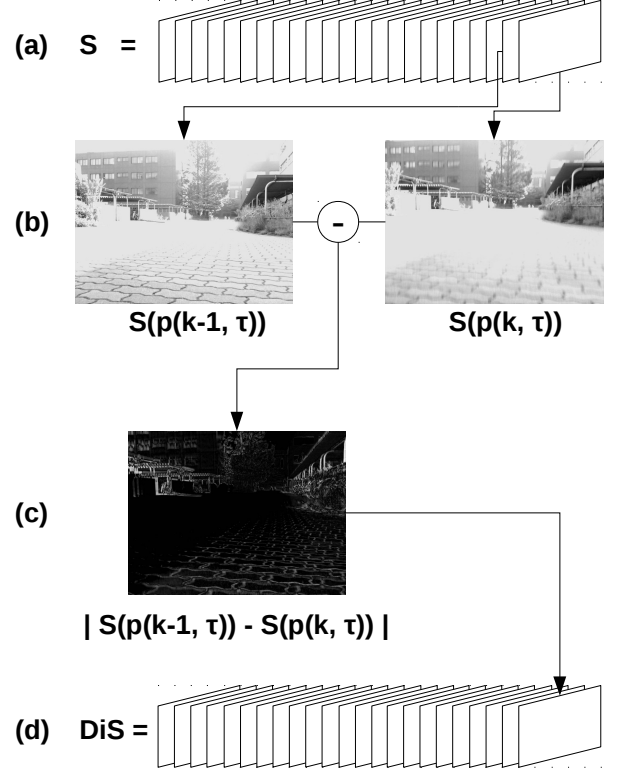 (a) S =
(b)
-
S(p(k-1, τ)) S(p(k, τ))
(c)
| S(p(k-1, τ)) - S(p(k, τ)) |
(d) DiS =